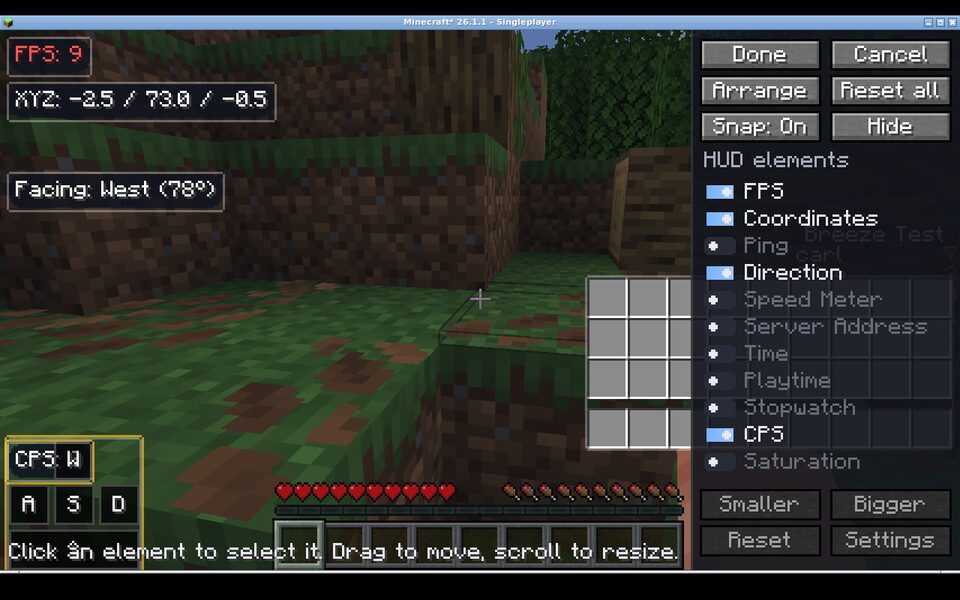 Minecraft* 26.1.1 - Singleplayer
FPS: 9
XYZ: -2.5 / 73.0 / -0.5
Facing: West (78°)
Done
Cancel
Arrange
Reset all
Snap: On
Hide
HUD elements
FPS
Coordinates
Ping
Breeze Test
carl
Direction
Speed Meter
Server Address
Time
Playtime
Stopwatch
CPS
Saturation
Smaller
Bigger
Reset
Settings
CPS W
A S D
Click an element to select it. Drag to move, scroll to resize.